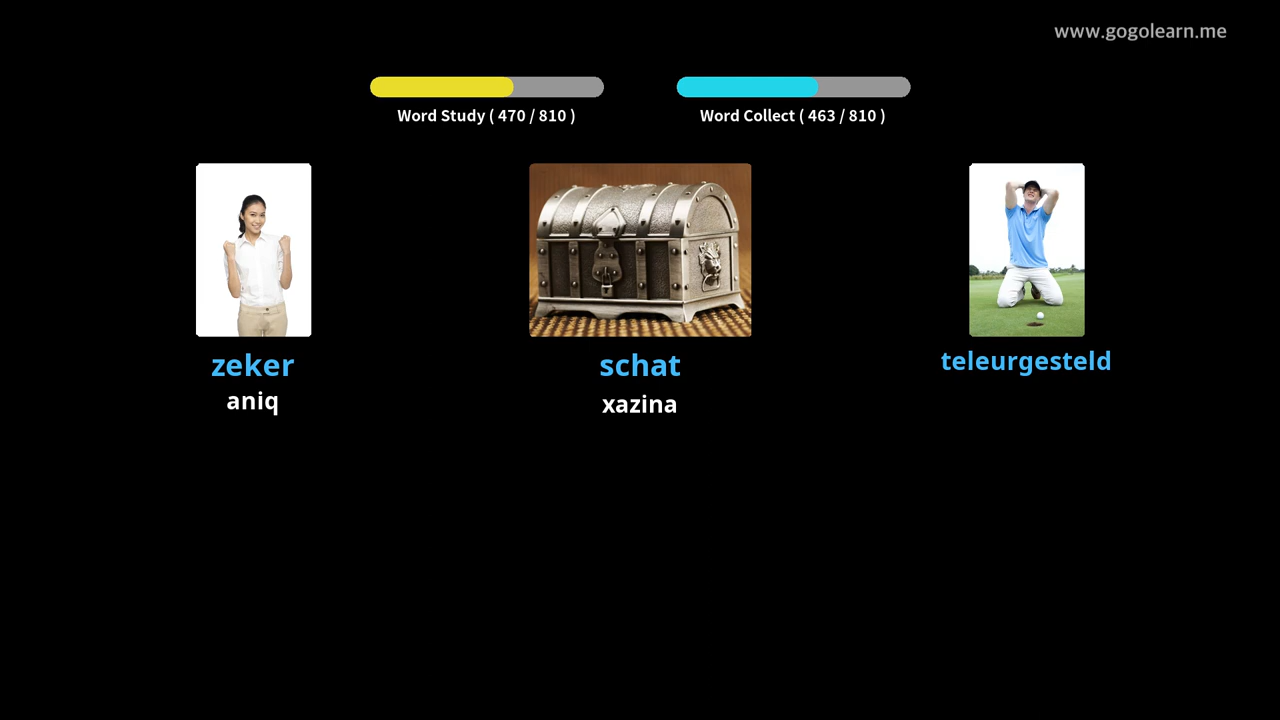 www.gogolearn.me
Word Study ( 470 / 810 )
Word Collect ( 463 / 810 )
zeker
aniq
schat
xazina
teleurgesteld